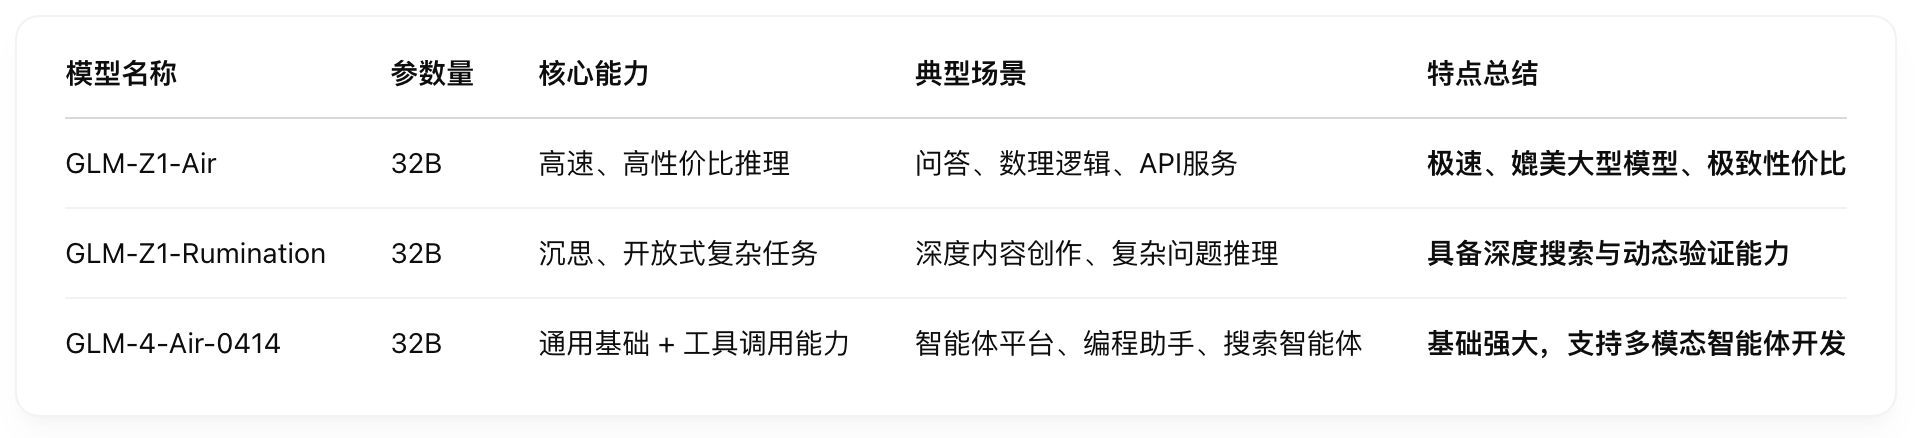 模型名称 参数量 核心能力 典型场景 特点总结
GLM-Z1-Air 32B 高速、高性价比推理 问答、数理逻辑、API服务 极速、媲美大型模型、极致性价比
GLM-Z1-Rumination 32B 沉思、开放式复杂任务 深度内容创作、复杂问题推理 具备深度搜索与动态验证能力
GLM-4-Air-0414 32B 通用基础 + 工具调用能力 智能体平台、编程助手、搜索智能体 基础强大，支持多模态智能体开发